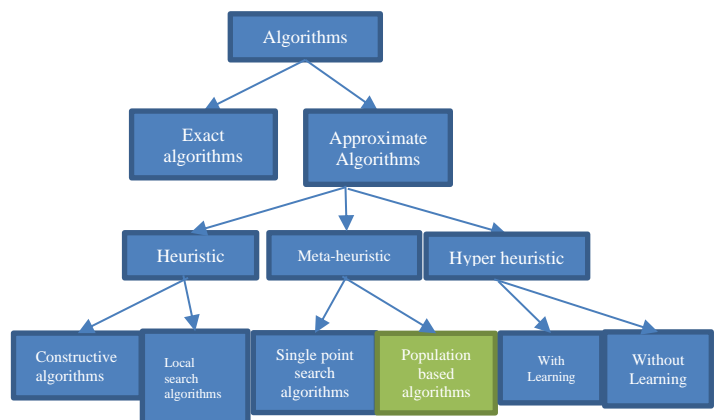 Algorithms
Exact
algorithms
Approximate
Algorithms
Heuristic
Meta-heuristic
Hyper heuristic
Constructive
algorithms
Local
search
algorithms
Single point
search
algorithms
Population
based
algorithms
With
Learning
Without
Learning